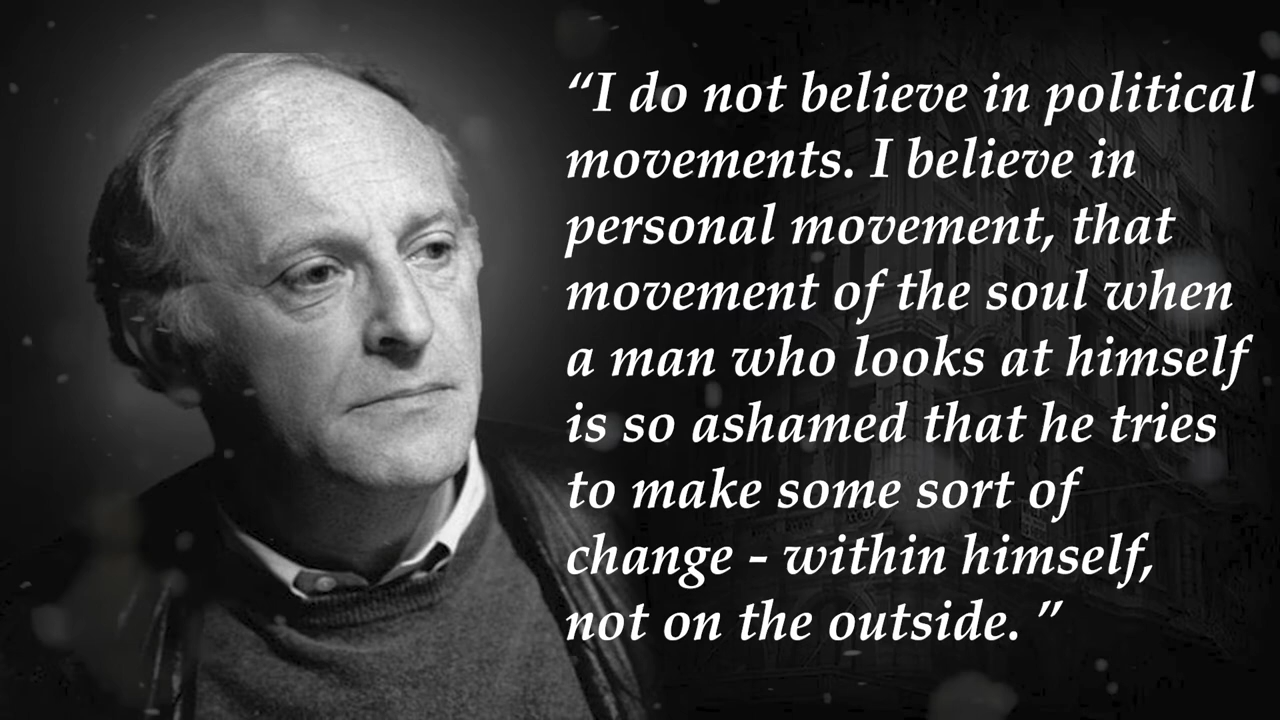 “I do not believe in political
movements. I believe in
personal movement, that
movement of the soul when
a man who looks at himself
is so ashamed that he tries
to make some sort of
change - within himself,
not on the outside. ”